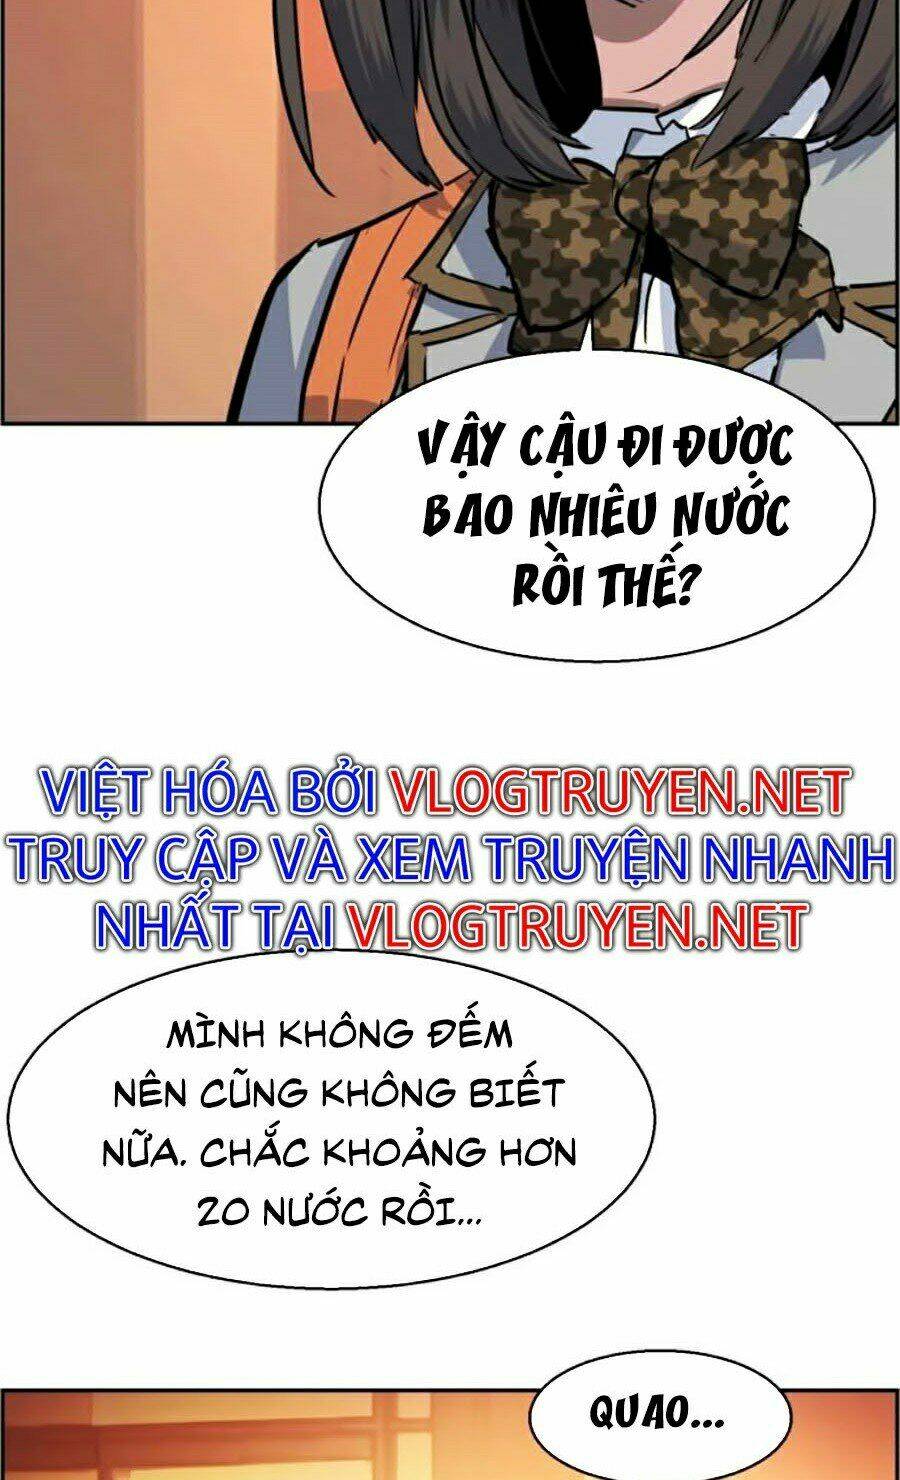 VẬY CẬU ĐI ĐƯỢC
BAO NHIÊU NƯỚC
RỒI THẾ?
VIỆT HÓA BỞI VLOGTRUYEN.NET
TRUY CẬP VÀ XEM TRUYỆN NHANH
NHẤT TẠI VLOGTRUYEN.NET
MÌNH KHÔNG ĐẾM
NÊN CŨNG KHÔNG BIẾT
NỮA. CHẮC KHOẢNG HƠN
20 NƯỚC RỒI...
QUAO...